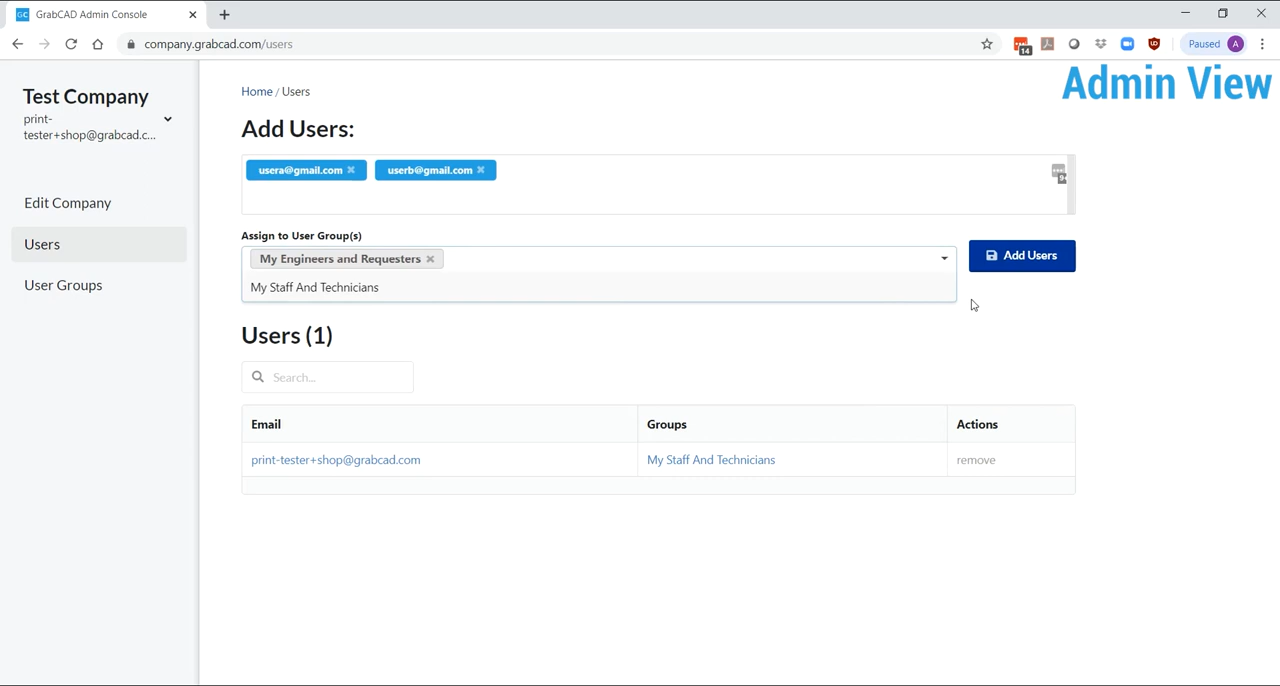 GC GrabCAD Admin Console
company.grabcad.com/users
14
UD
Paused
A
Admin View
Test Company
print-
tester+shop@grabcad.c...
Edit Company
Users
User Groups
Home / Users
Add Users:
usera@gmail.com
userb@gmail.com
Assign to User Group(s)
My Engineers and Requesters
My Staff And Technicians
Add Users
Users (1)
Search...
Email Groups Actions
print-tester+shop@grabcad.com My Staff And Technicians remove